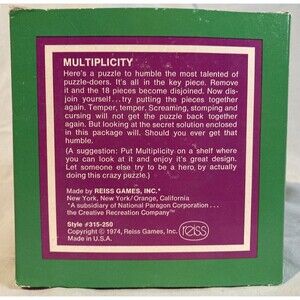 MULTIPLICITY
Here's a puzzle to humble the most talented of
puzzle-doers. It's all in the key piece. Remove
it and the 18 pieces become disjoined. Now dis-
join yourself...try putting the pieces together
again. Temper, temper, Screaming, stomping and
cursing will not get the puzzle back together
again. But looking at the secret solution enclosed
in this package will. Should you ever get that
humble.
(A suggestion: Put Multiplicity on a shelf where
you can look at it and enjoy it's great design.
Let someone else try to be a hero, by actually
doing this crazy puzzle.)
Made by REISS GAMES, INC.*
New York, New York/Orange, California
*A subsidiary of National Paragon Corporation...
the Creative Recreation Company™
Style #315-250
Copyright © 1974, Reiss Games, Inc.
Made in U.S.A.
reiss